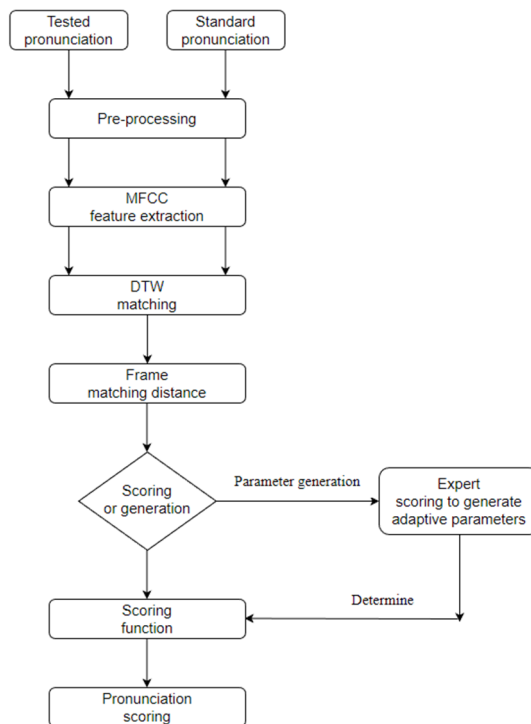 Tested
pronunciation
Standard
pronunciation
Pre-processing
MFCC
feature extraction
DTW
matching
Frame
matching distance
Scoring
or generation
Parameter generation
Expert
scoring to generate
adaptive parameters
Determine
Scoring
function
Pronunciation
scoring